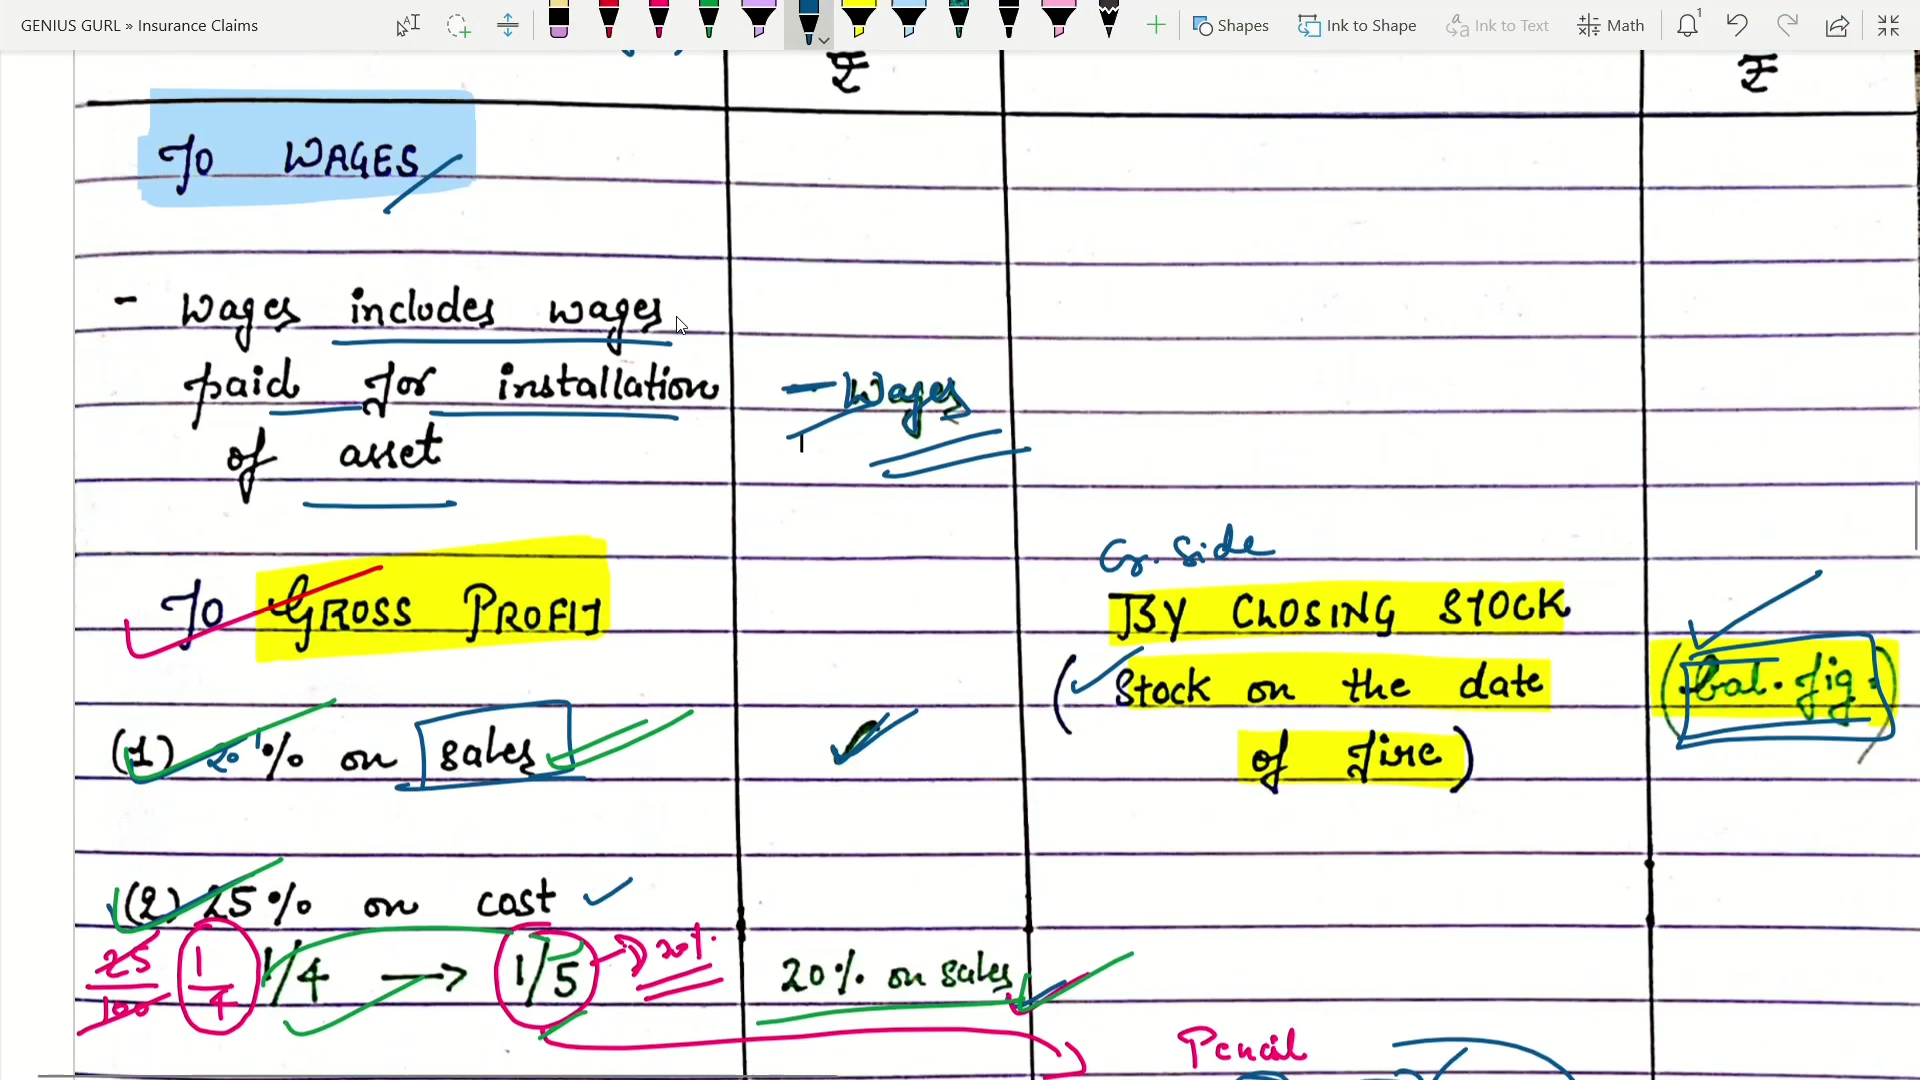 GENIUS GURL » Insurance Claims
Shapes
Ink to Shape
Ink to Text
Math
1
₹ ₹
To WAGES
- Wages includes wages
paid for installation
of asset
- Wages
To GROSS PROFIT
Cr. Side
BY CLOSING STOCK
(Stock on the date
of fire)
(bal. fig.)
(1) 20% on sales
(2) 25% on cost
25/100 1/4 1/4 → 1/5 → 20%
20% on sales
Pencil